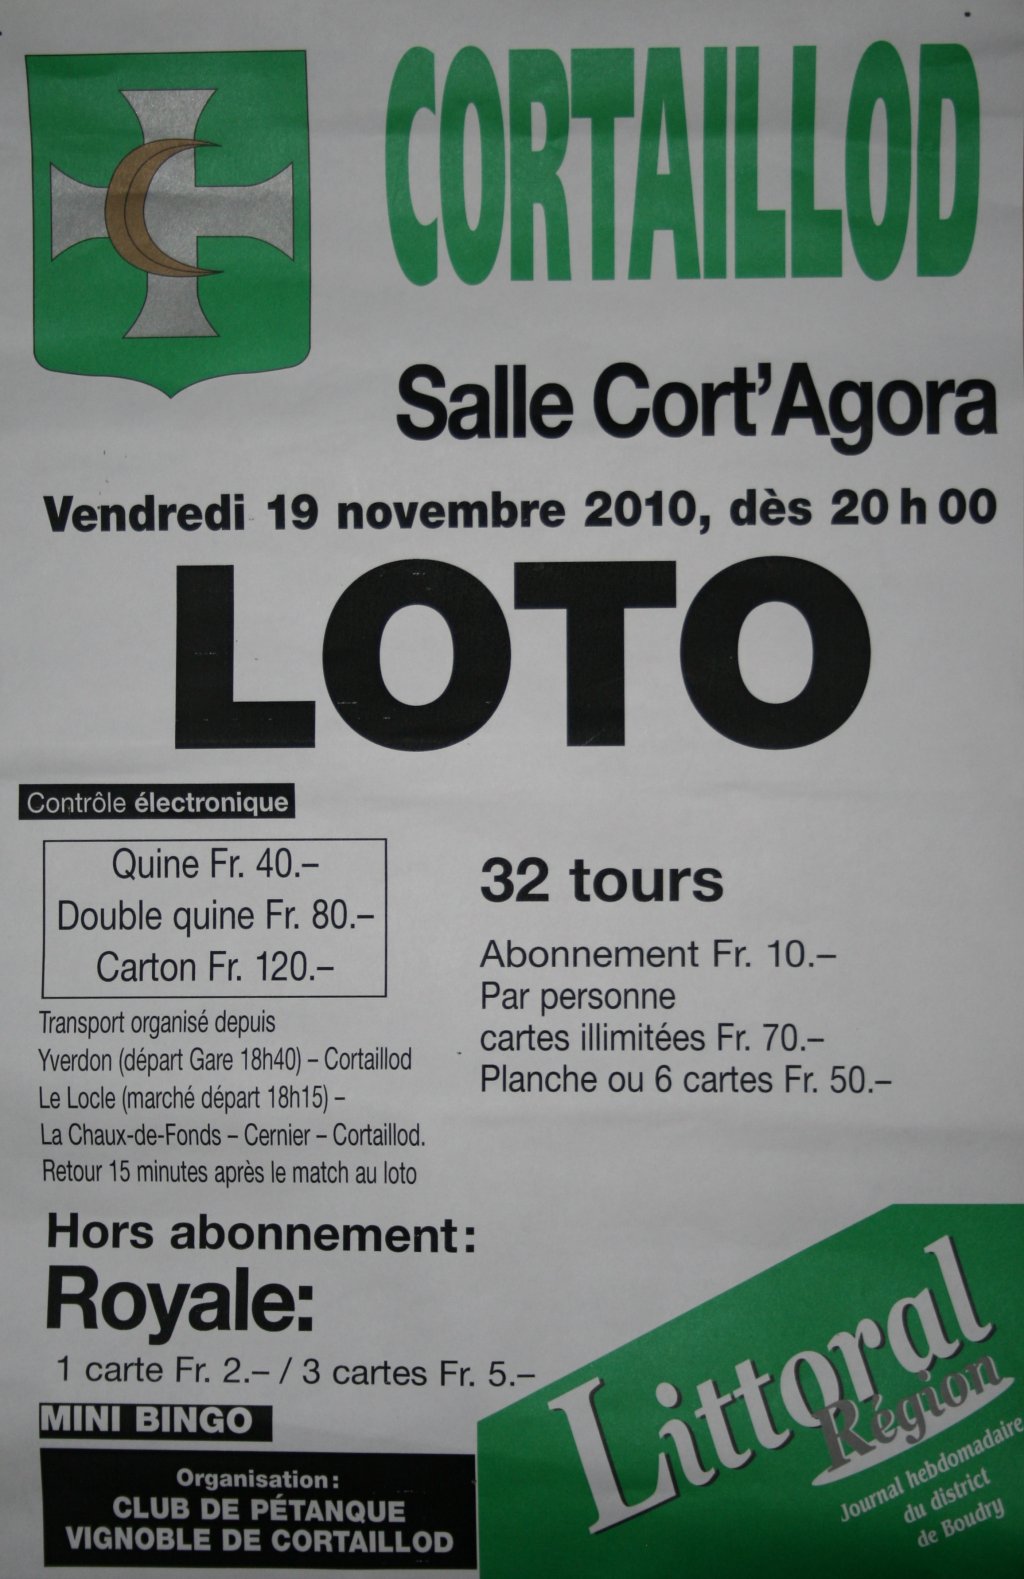 CORTAILLOD
Salle Cort'Agora
Vendredi 19 novembre 2010, dès 20 h 00
LOTO
Contrôle électronique
Quine Fr. 40.–
Double quine Fr. 80.–
Carton Fr. 120.–
32 tours
Abonnement Fr. 10.–
Par personne
cartes illimitées Fr. 70.–
Planche ou 6 cartes Fr. 50.–
Transport organisé depuis
Yverdon (départ Gare 18h40) – Cortaillod
Le Locle (marché départ 18h15) –
La Chaux-de-Fonds – Cernier – Cortaillod.
Retour 15 minutes après le match au loto
Hors abonnement:
Royale:
1 carte Fr. 2.– / 3 cartes Fr. 5.–
MINI BINGO
Organisation:
CLUB DE PÉTANQUE
VIGNOBLE DE CORTAILLOD
Littoral
Région
Journal hebdomadaire
du district
de Boudry